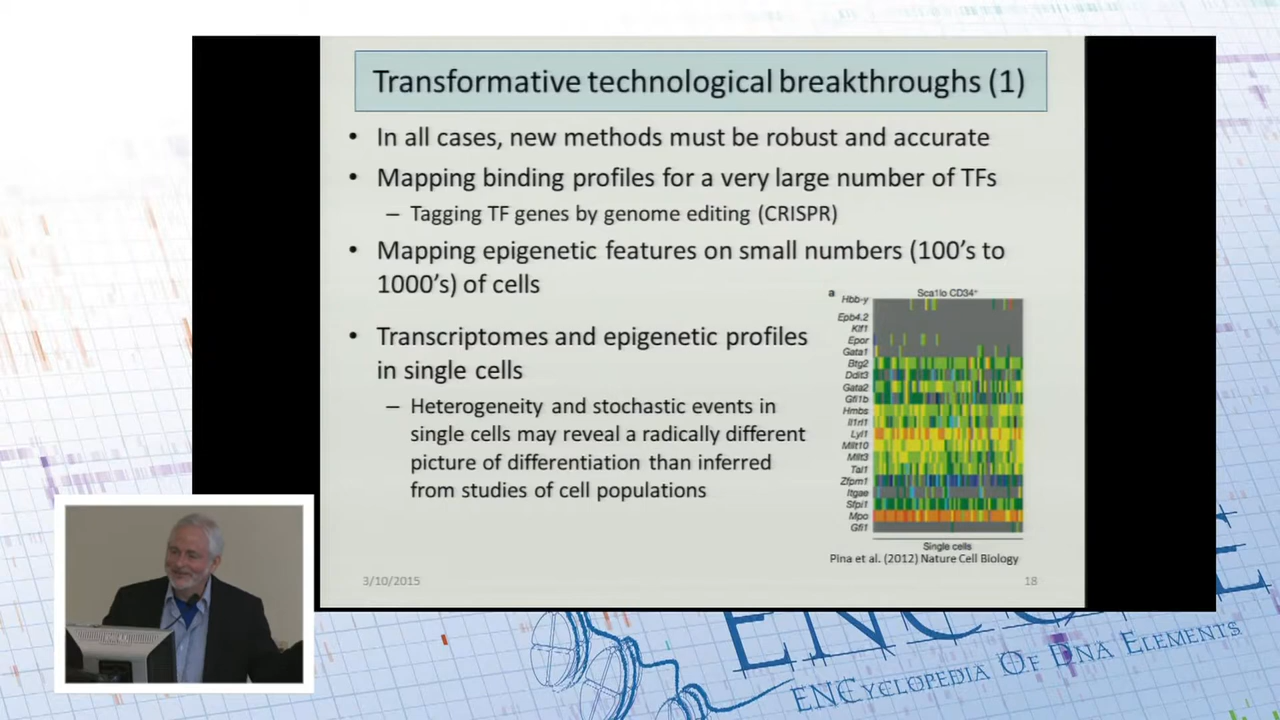 Transformative technological breakthroughs (1)
• In all cases, new methods must be robust and accurate
• Mapping binding profiles for a very large number of TFs
– Tagging TF genes by genome editing (CRISPR)
• Mapping epigenetic features on small numbers (100's to
1000's) of cells
• Transcriptomes and epigenetic profiles
in single cells
– Heterogeneity and stochastic events in
single cells may reveal a radically different
picture of differentiation than inferred
from studies of cell populations
a
Sca1lo CD34+
Hbb-y
Epb4.2
Klf1
Epor
Gata1
Btg2
Ddit3
Gata2
Gfi1b
Hmbs
Il1rl1
Lyl1
Mllt10
Mllt3
Tal1
Zfpm1
Itgae
Sfpi1
Mpo
Gfi1
Single cells
Pina et al. (2012) Nature Cell Biology
3/10/2015
18
ENCyclopedia Of DNA Elements